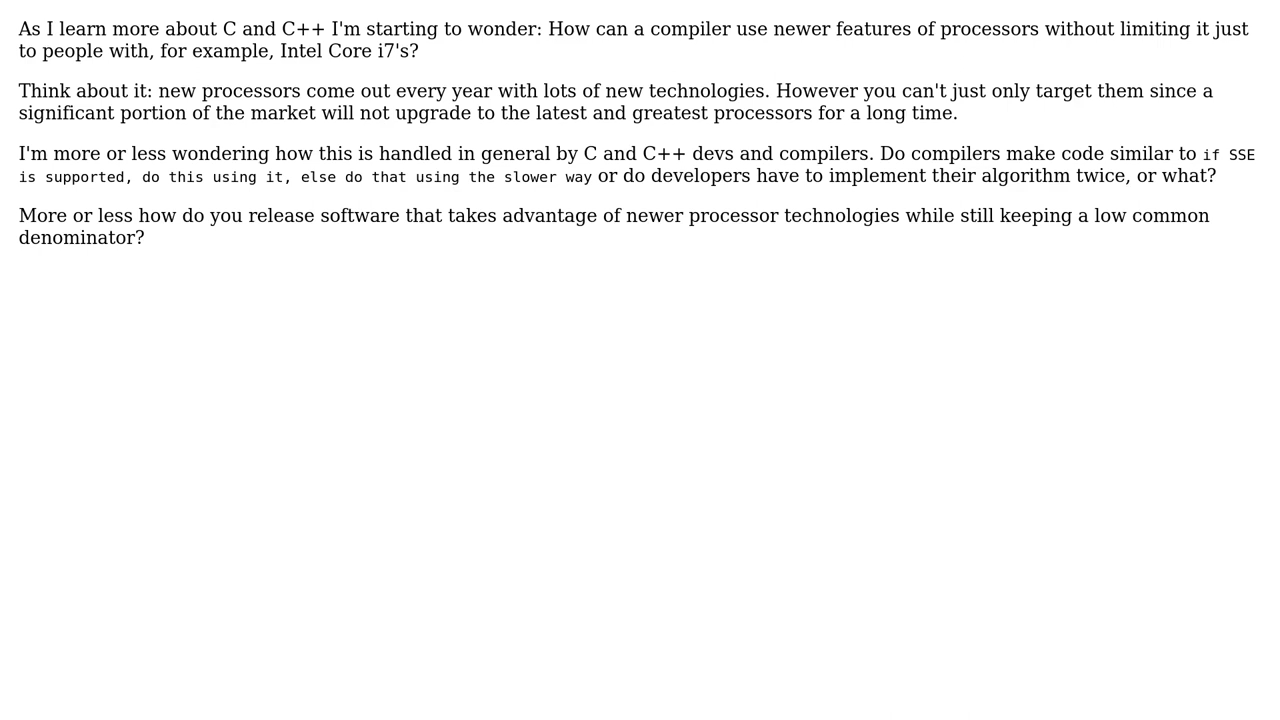 As I learn more about C and C++ I'm starting to wonder: How can a compiler use newer features of processors without limiting it just
to people with, for example, Intel Core i7's?
Think about it: new processors come out every year with lots of new technologies. However you can't just only target them since a
significant portion of the market will not upgrade to the latest and greatest processors for a long time.
I'm more or less wondering how this is handled in general by C and C++ devs and compilers. Do compilers make code similar to if SSE
is supported, do this using it, else do that using the slower way or do developers have to implement their algorithm twice, or what?
More or less how do you release software that takes advantage of newer processor technologies while still keeping a low common
denominator?